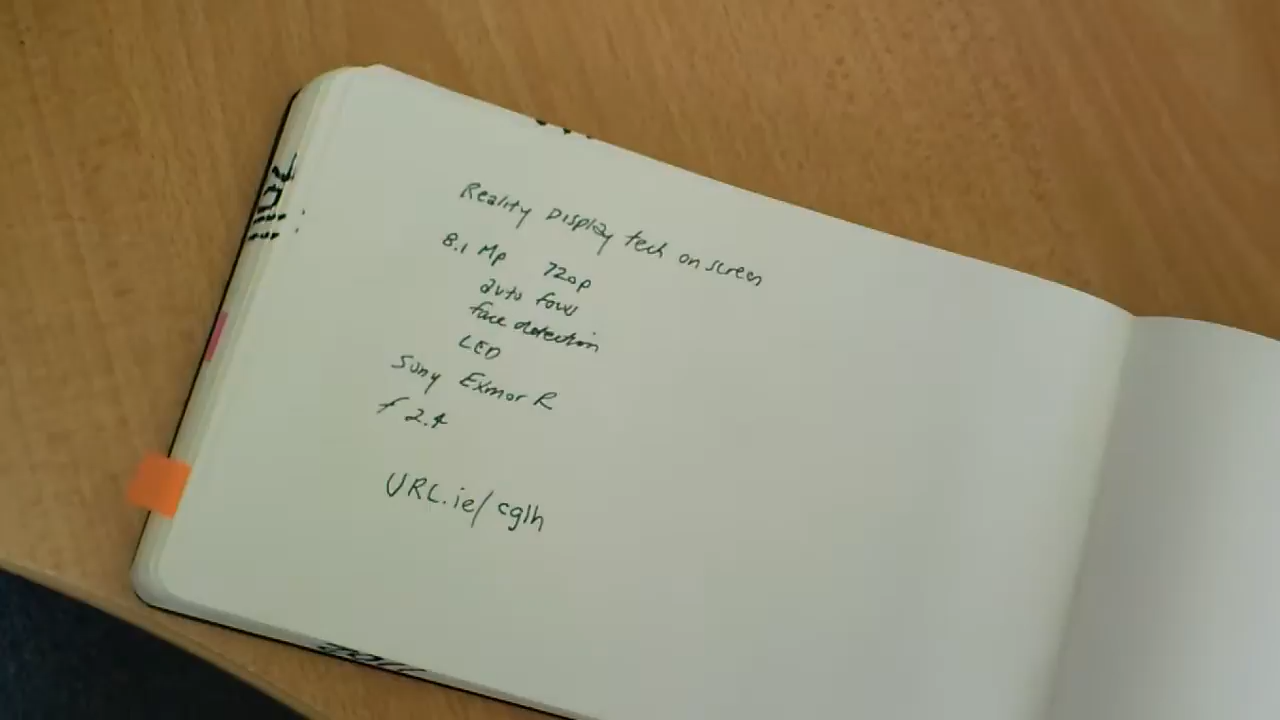 Reality Display tech on screen
8.1 Mp 720p
auto focus
face detection
LED
Sony Exmor R
f 2.4
URL.ie/cglh